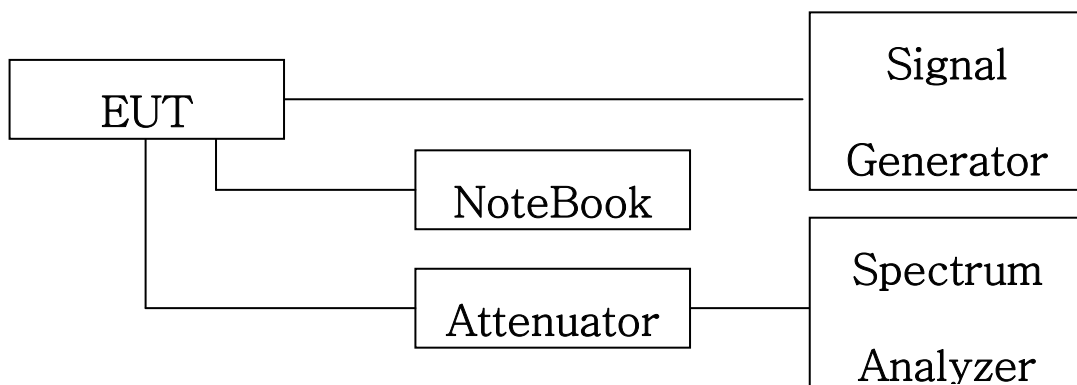 Signal
EUT
Generator
NoteBook
Spectrum
Attenuator
Analyzer